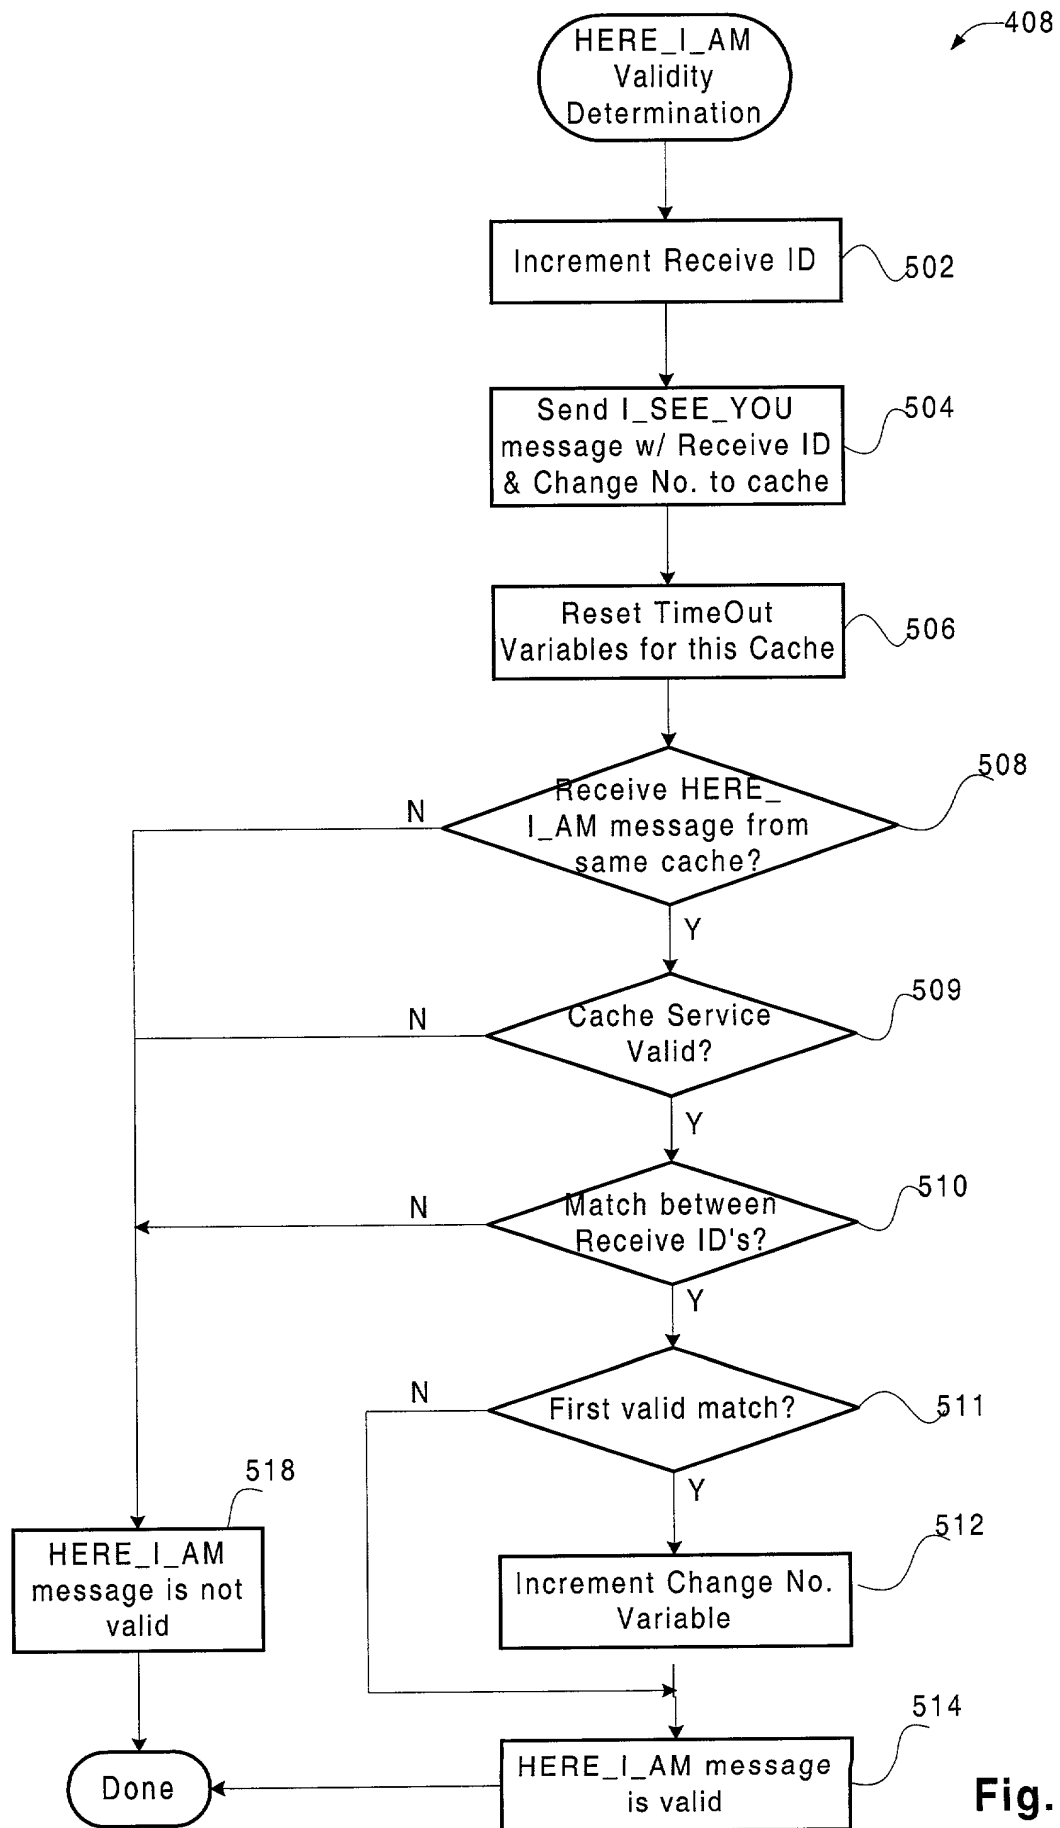 408
HERE_I_AM
Validity
Determination
Increment Receive ID
502
Send I_SEE_YOU
message w/ Receive ID
& Change No. to cache
504
Reset TimeOut
Variables for this Cache
506
Receive HERE_
I_AM message from
same cache?
508
N
Y
Cache Service
Valid?
509
N
Y
Match between
Receive ID's?
510
N
Y
First valid match?
511
N
Y
518
HERE_I_AM
message is not
valid
512
Increment Change No.
Variable
514
HERE_I_AM message
is valid
Done
Fig.